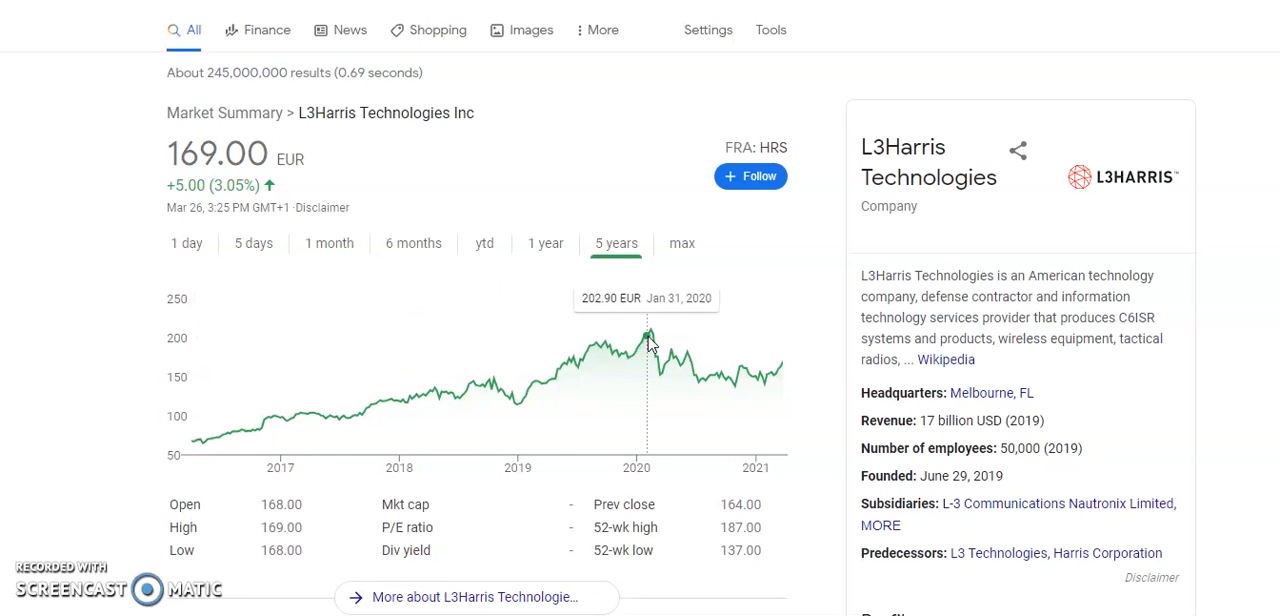 All
Finance
News
Shopping
Images
More
Settings
Tools
About 245,000,000 results (0.69 seconds)
Market Summary > L3Harris Technologies Inc
169.00 EUR
+5.00 (3.05%)
Mar 26, 3:25 PM GMT+1 ·Disclaimer
FRA: HRS
+ Follow
1 day
5 days
1 month
6 months
ytd
1 year
5 years
max
202.90 EUR Jan 31, 2020
250
200
150
100
50
2017
2018
2019
2020
2021
Open 168.00 Mkt cap - Prev close 164.00
High 169.00 P/E ratio - 52-wk high 187.00
Low 168.00 Div yield - 52-wk low 137.00
More about L3Harris Technologie...
L3Harris
Technologies
Company
L3HARRIS™
L3Harris Technologies is an American technology
company, defense contractor and information
technology services provider that produces C6ISR
systems and products, wireless equipment, tactical
radios, ... Wikipedia
Headquarters: Melbourne, FL
Revenue: 17 billion USD (2019)
Number of employees: 50,000 (2019)
Founded: June 29, 2019
Subsidiaries: L-3 Communications Nautronix Limited,
MORE
Predecessors: L3 Technologies, Harris Corporation
Disclaimer
RECORDED WITH
SCREENCAST MATIC